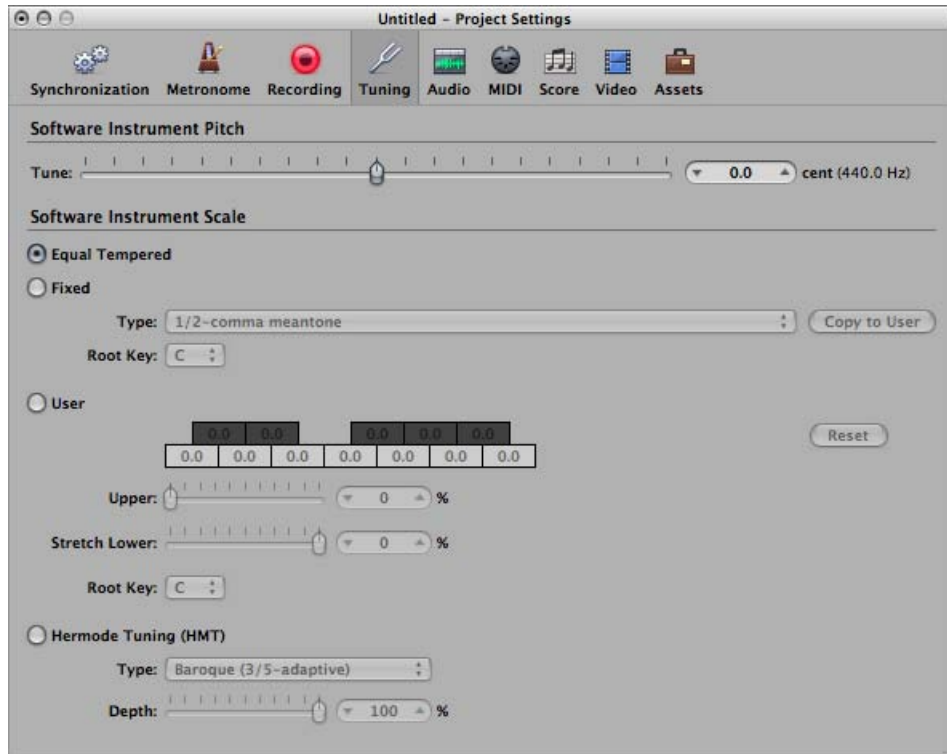 Untitled – Project Settings
Synchronization Metronome Recording Tuning Audio MIDI Score Video Assets
Software Instrument Pitch
Tune: 0.0 cent (440.0 Hz)
Software Instrument Scale
Equal Tempered
Fixed
Type: 1/2-comma meantone Copy to User
Root Key: C
User
0.0 0.0 0.0 0.0 0.0
Reset
0.0 0.0 0.0 0.0 0.0 0.0 0.0
Upper: 0 %
Stretch Lower: 0 %
Root Key: C
Hermode Tuning (HMT)
Type: Baroque (3/5-adaptive)
Depth: 100 %